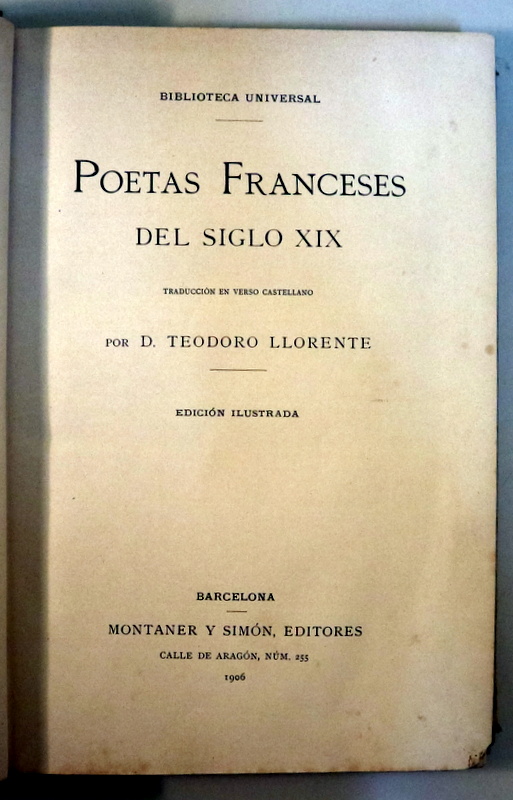 BIBLIOTECA UNIVERSAL
POETAS FRANCESES
DEL SIGLO XIX
TRADUCCIÓN EN VERSO CASTELLANO
POR D. TEODORO LLORENTE
EDICIÓN ILUSTRADA
BARCELONA
MONTANER Y SIMÓN, EDITORES
CALLE DE ARAGÓN, NÚM. 255
1906